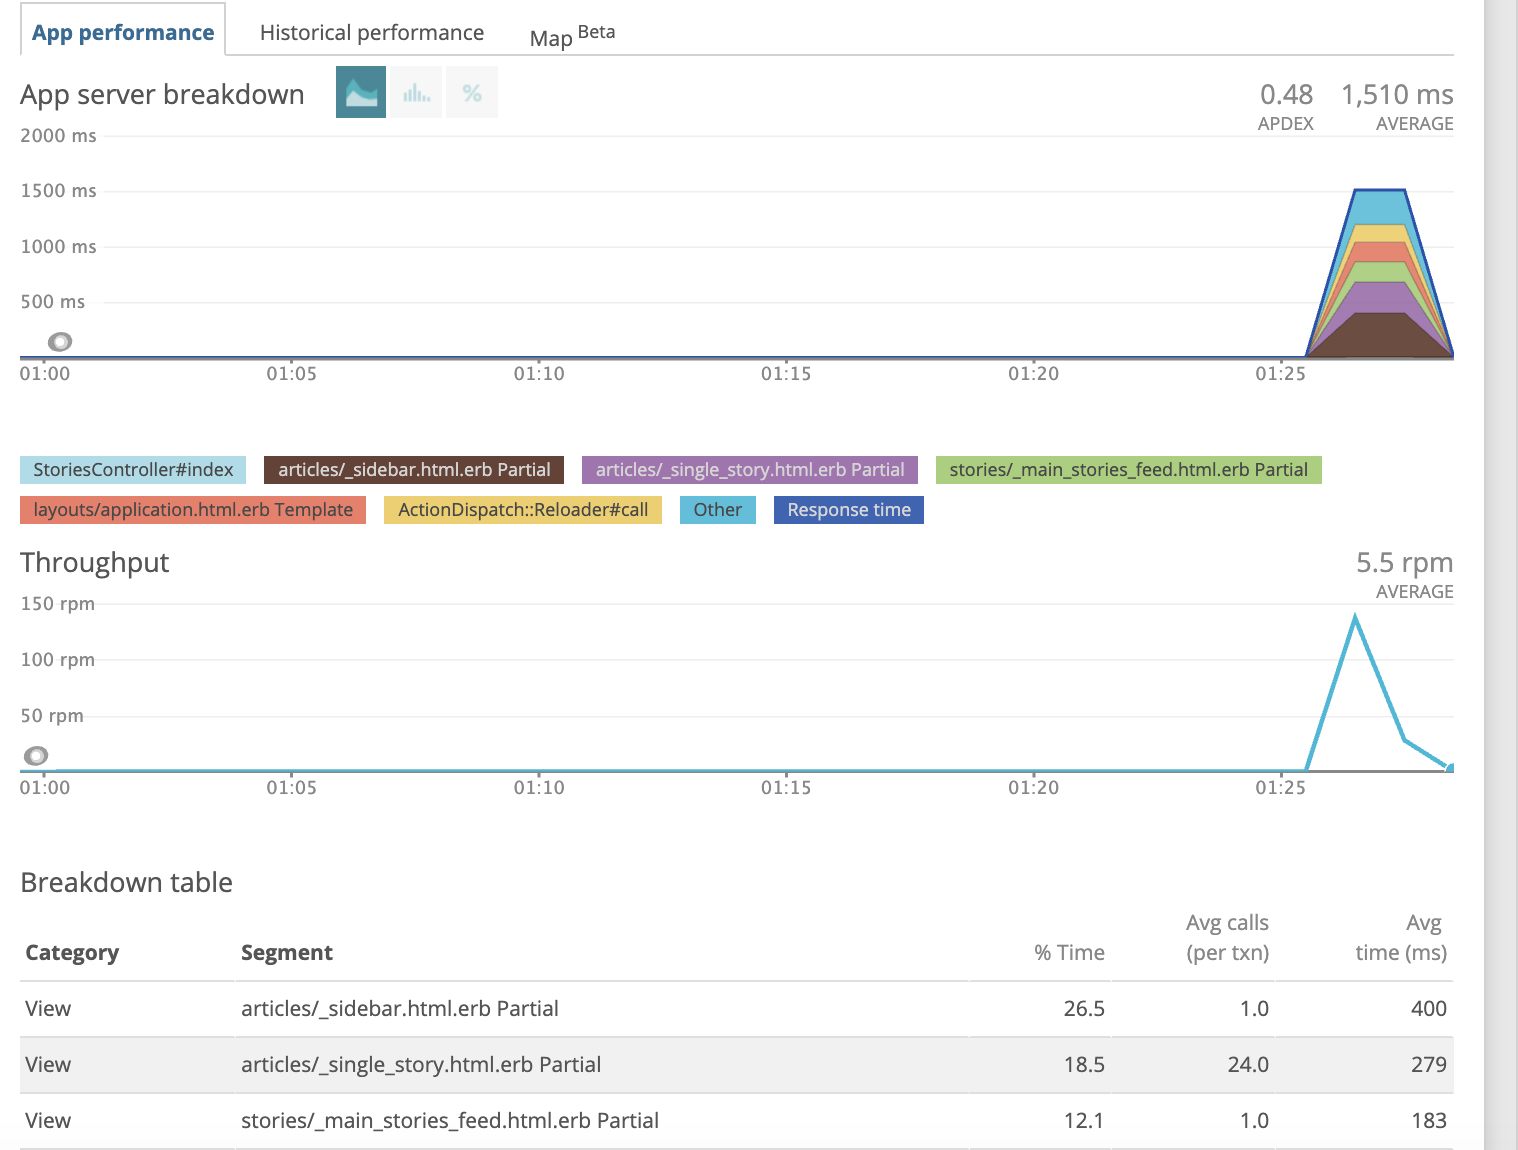 App performance Historical performance Map Beta
App server breakdown % 0.48 1,510 ms
APDEX AVERAGE
2000 ms
1500 ms
1000 ms
500 ms
01:00 01:05 01:10 01:15 01:20 01:25
StoriesController#index articles/_sidebar.html.erb Partial articles/_single_story.html.erb Partial stories/_main_stories_feed.html.erb Partial
layouts/application.html.erb Template ActionDispatch::Reloader#call Other Response time
Throughput 5.5 rpm
AVERAGE
150 rpm
100 rpm
50 rpm
01:00 01:05 01:10 01:15 01:20 01:25
Breakdown table
Avg calls Avg
Category Segment % Time (per txn) time (ms)
View articles/_sidebar.html.erb Partial 26.5 1.0 400
View articles/_single_story.html.erb Partial 18.5 24.0 279
View stories/_main_stories_feed.html.erb Partial 12.1 1.0 183